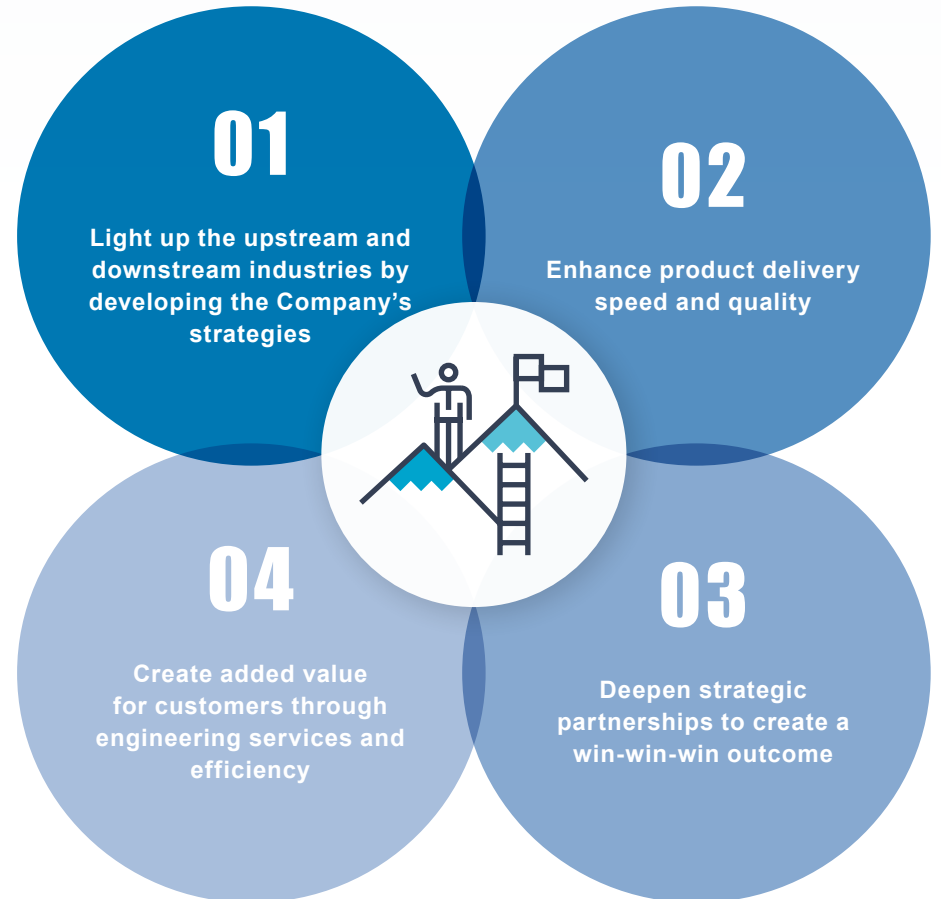 01
Light up the upstream and
downstream industries by
developing the Company’s
strategies
02
Enhance product delivery
speed and quality
03
Deepen strategic
partnerships to create a
win-win-win outcome
04
Create added value
for customers through
engineering services and
efficiency